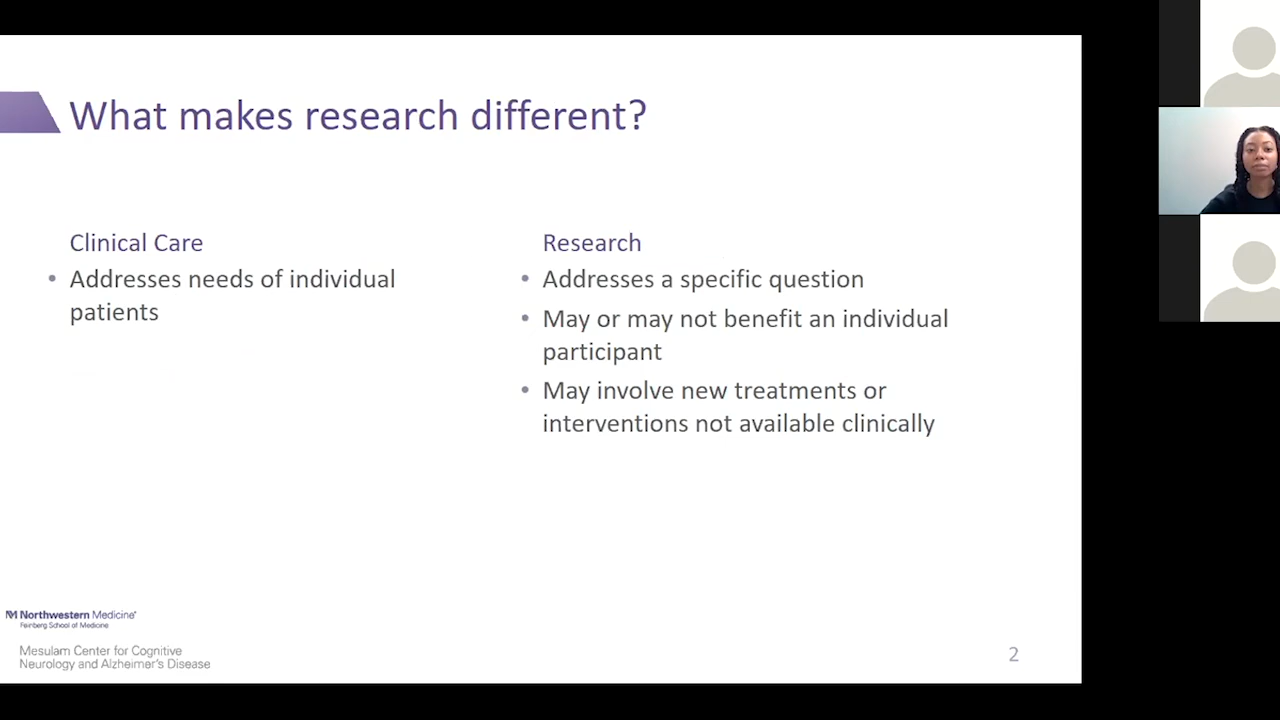 What makes research different?
Clinical Care
• Addresses needs of individual
patients
Research
• Addresses a specific question
• May or may not benefit an individual
participant
• May involve new treatments or
interventions not available clinically
Northwestern Medicine®
Feinberg School of Medicine
Mesulam Center for Cognitive
Neurology and Alzheimer's Disease
2